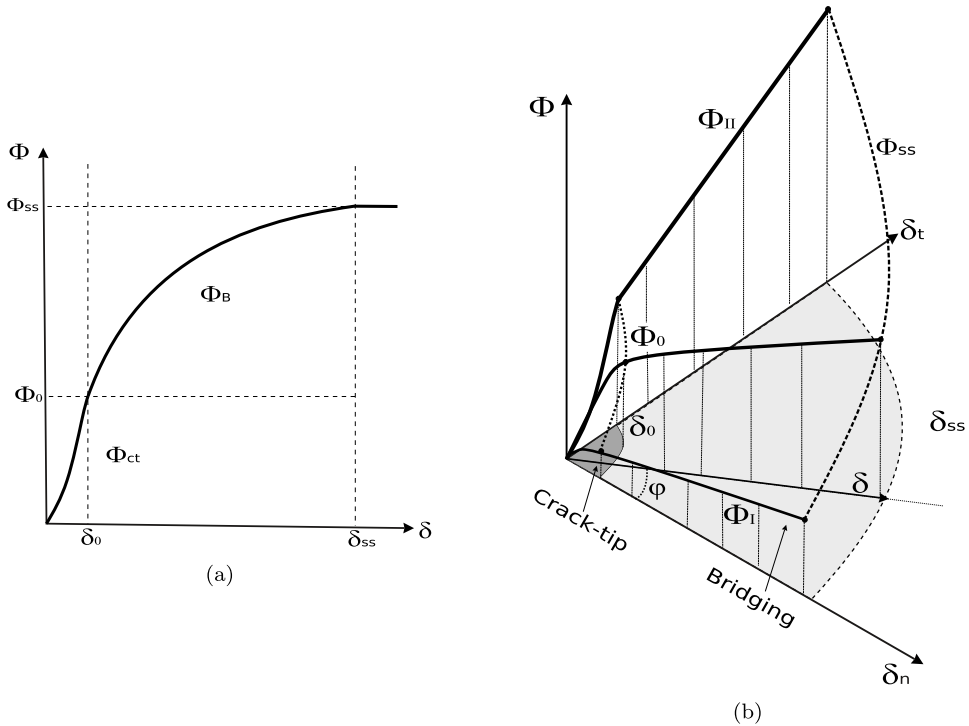 Φ
Φss
ΦB
Φ0
Φct
δ0
δss
δ
(a)
Φ
ΦII
Φss
δt
Φ0
δ0
δss
δ
φ
Crack-tip
ΦI
Bridging
δn
(b)